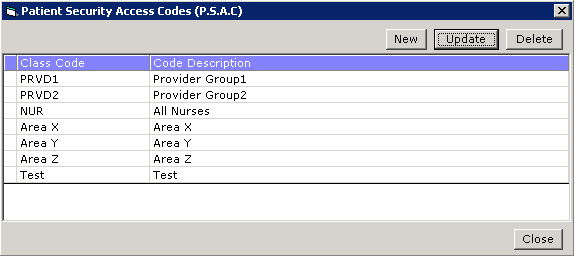 Patient Security Access Codes (P.S.A.C)
New Update Delete
Class Code Code Description
PRVD1 Provider Group1
PRVD2 Provider Group2
NUR All Nurses
Area X Area X
Area Y Area Y
Area Z Area Z
Test Test
Close